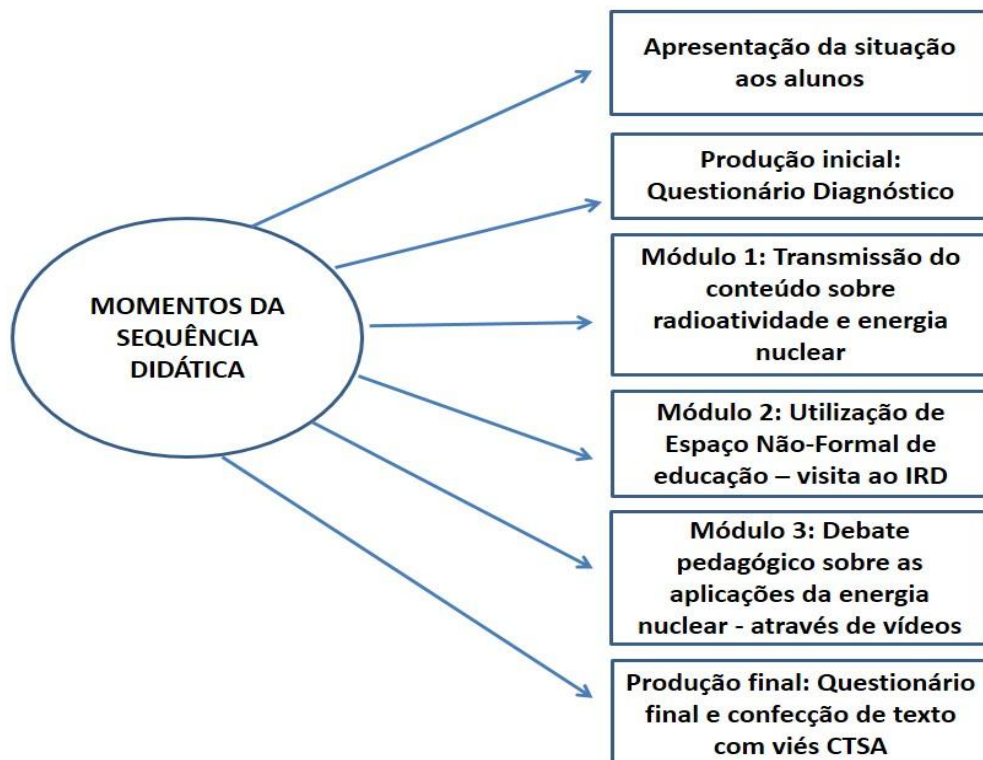 Apresentação da situação
aos alunos
Produção inicial:
Questionário Diagnóstico
Módulo 1: Transmissão do
conteúdo sobre
radioatividade e energia
nuclear
MOMENTOS DA
SEQUÊNCIA
DIDÁTICA
Módulo 2: Utilização de
Espaço Não-Formal de
educação – visita ao IRD
Módulo 3: Debate
pedagógico sobre as
aplicações da energia
nuclear - através de vídeos
Produção final: Questionário
final e confecção de texto
com viés CTSA